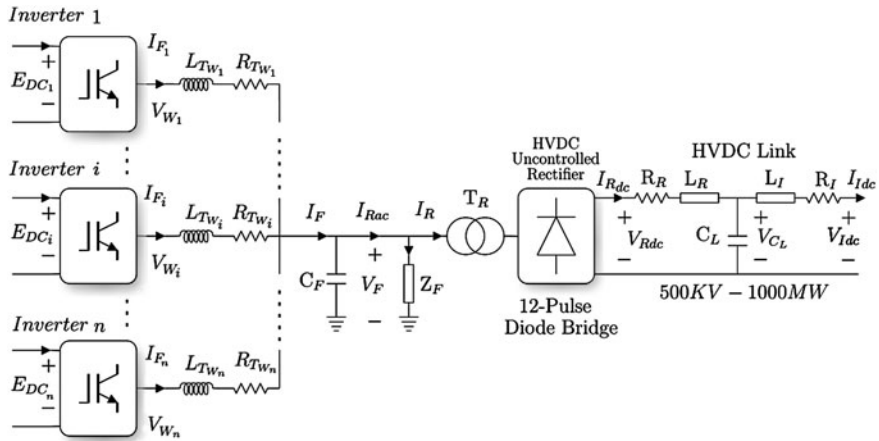 Inverter 1
I_{F_1}
L_{T_{W_1}}
R_{T_{W_1}}
+
E_{DC_1}
−
V_{W_1}
Inverter i
I_{F_i}
L_{T_{W_i}}
R_{T_{W_i}}
+
E_{DC_i}
−
V_{W_i}
Inverter n
I_{F_n}
L_{T_{W_n}}
R_{T_{W_n}}
+
E_{DC_n}
−
V_{W_n}
I_F
I_{Rac}
I_R
C_F
+
V_F
−
Z_F
T_R
HVDC
Uncontrolled
Rectifier
12-Pulse
Diode Bridge
HVDC Link
I_{Rdc}
R_R
L_R
L_I
R_I
I_{Idc}
+
V_{Rdc}
−
C_L
+
V_{C_L}
−
+
V_{Idc}
−
500KV − 1000MW